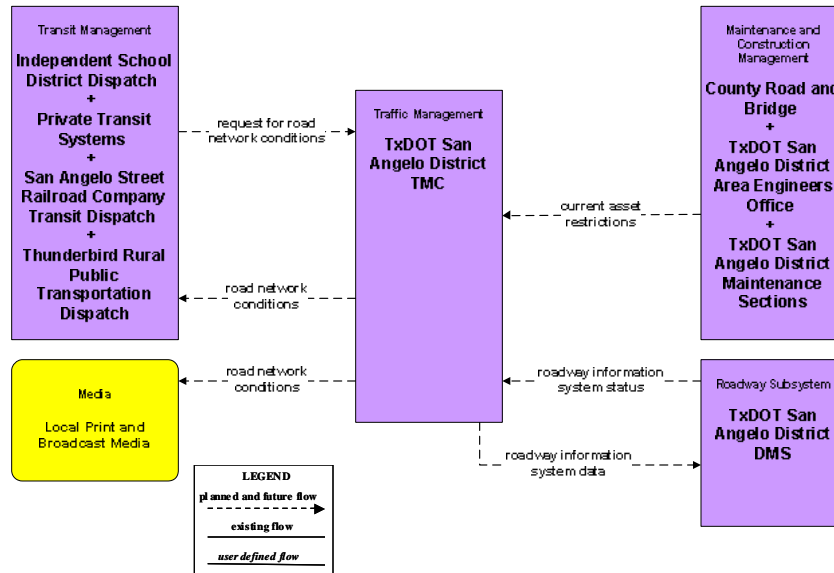 Transit Management
Independent School
District Dispatch
+
Private Transit
Systems
+
San Angelo Street
Railroad Company
Transit Dispatch
+
Thunderbird Rural
Public
Transportation
Dispatch
request for road
network conditions
road network
conditions
Traffic Management
TxDOT San
Angelo District
TMC
current asset
restrictions
Maintenance and
Construction
Management
County Road and
Bridge
+
TxDOT San
Angelo District
Area Engineers
Office
+
TxDOT San
Angelo District
Maintenance
Sections
Media
Local Print and
Broadcast Media
road network
conditions
roadway information
system status
roadway information
system data
Roadway Subsystem
TxDOT San
Angelo District
DMS
LEGEND
planned and future flow
existing flow
user defined flow